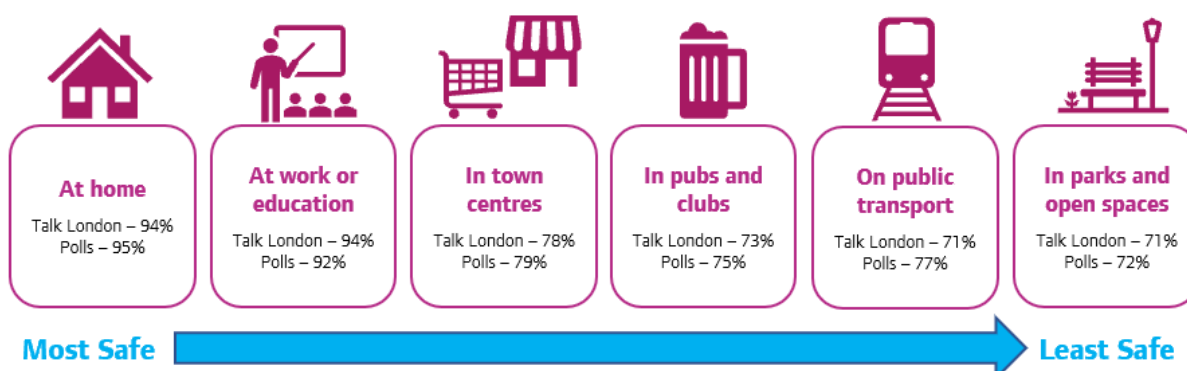 At home
Talk London – 94%
Polls – 95%
At work or
education
Talk London – 94%
Polls – 92%
In town
centres
Talk London – 78%
Polls – 79%
In pubs and
clubs
Talk London – 73%
Polls – 75%
On public
transport
Talk London – 71%
Polls – 77%
In parks and
open spaces
Talk London – 71%
Polls – 72%
Most Safe
Least Safe